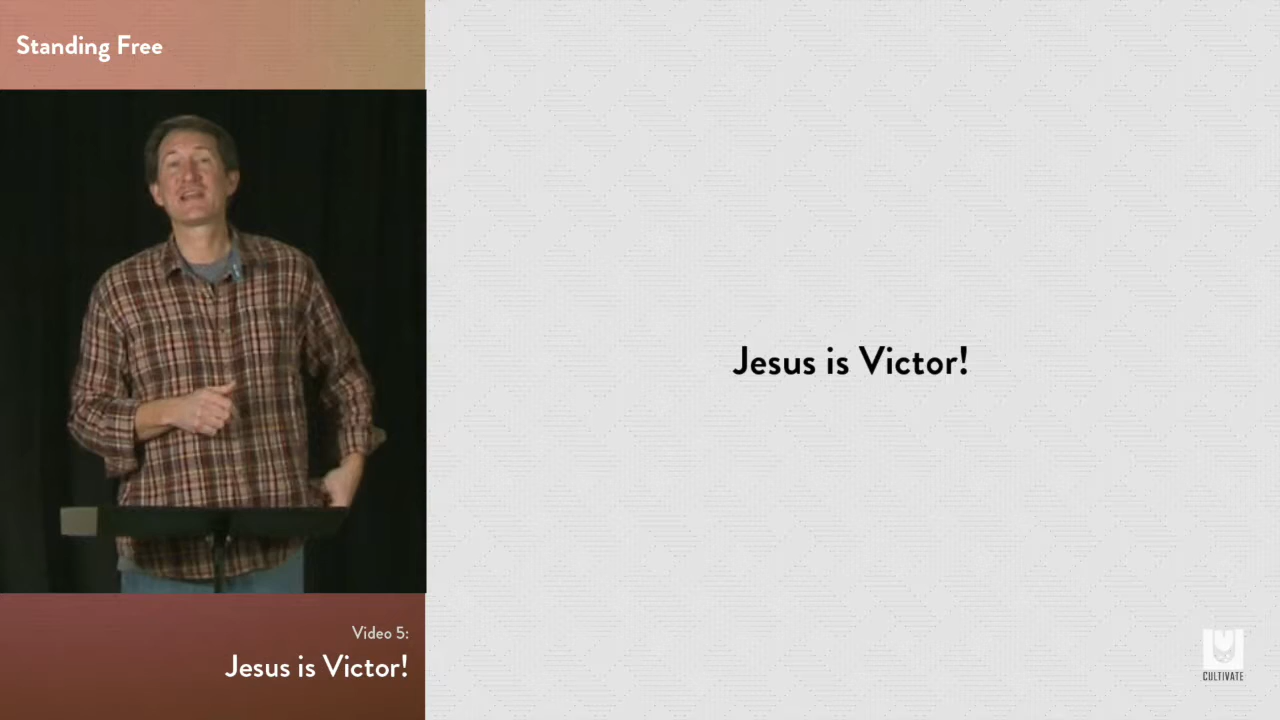 Standing Free
Jesus is Victor!
Video 5:
Jesus is Victor!
CULTIVATE